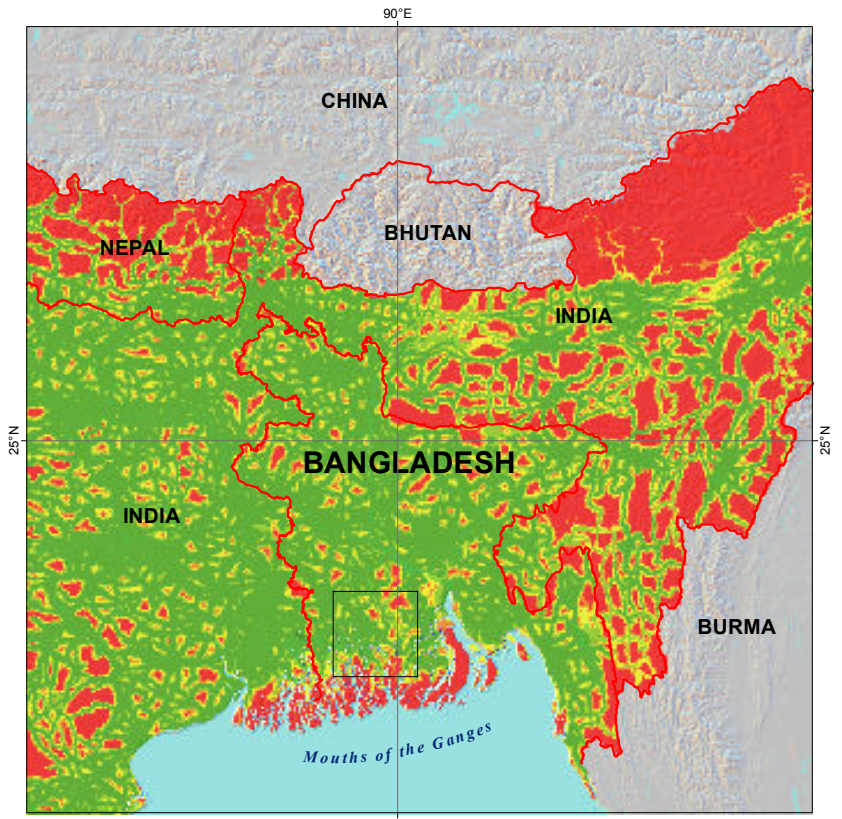 90°E
CHINA
BHUTAN
NEPAL
INDIA
25°N
25°N
BANGLADESH
INDIA
BURMA
Mouths of the Ganges